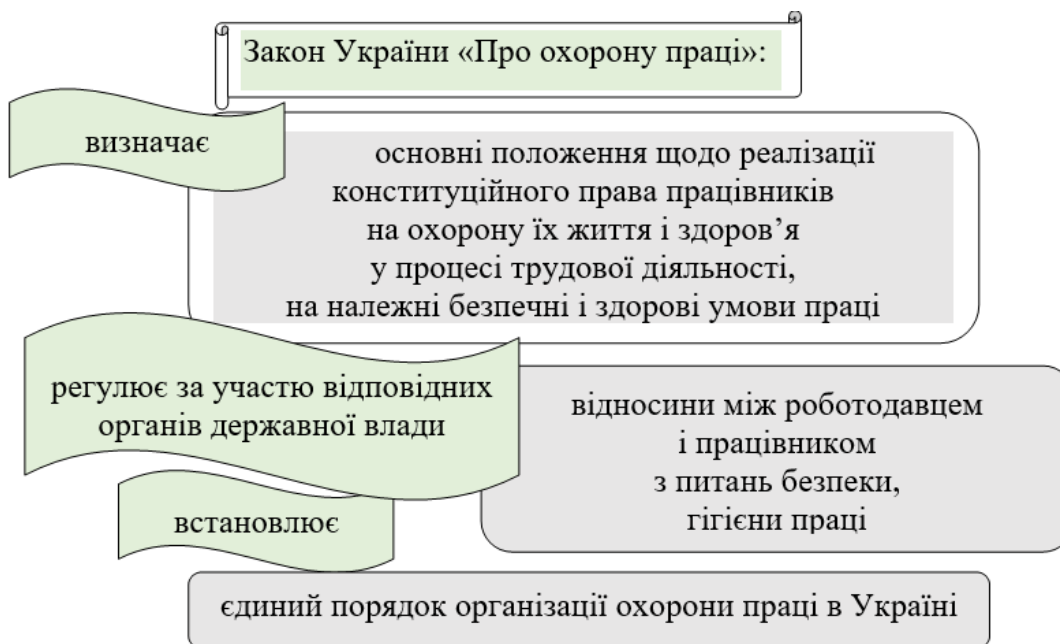 Закон України «Про охорону праці»:
визначає
основні положення щодо реалізації
конституційного права працівників
на охорону їх життя і здоров’я
у процесі трудової діяльності,
на належні безпечні і здорові умови праці
регулює за участю відповідних
органів державної влади
відносини між роботодавцем
і працівником
з питань безпеки,
гігієни праці
встановлює
єдиний порядок організації охорони праці в Україні